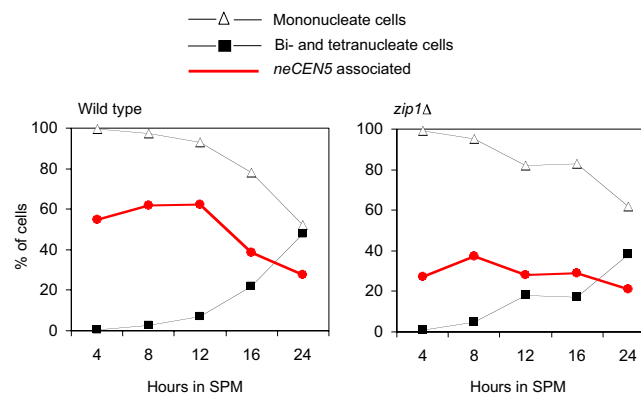 Mononucleate cells
Bi- and tetranucleate cells
neCEN5 associated
Wild type
zip1Δ
% of cells
100
80
60
40
20
0
4 8 12 16 24
Hours in SPM
100
80
60
40
20
0
4 8 12 16 24
Hours in SPM